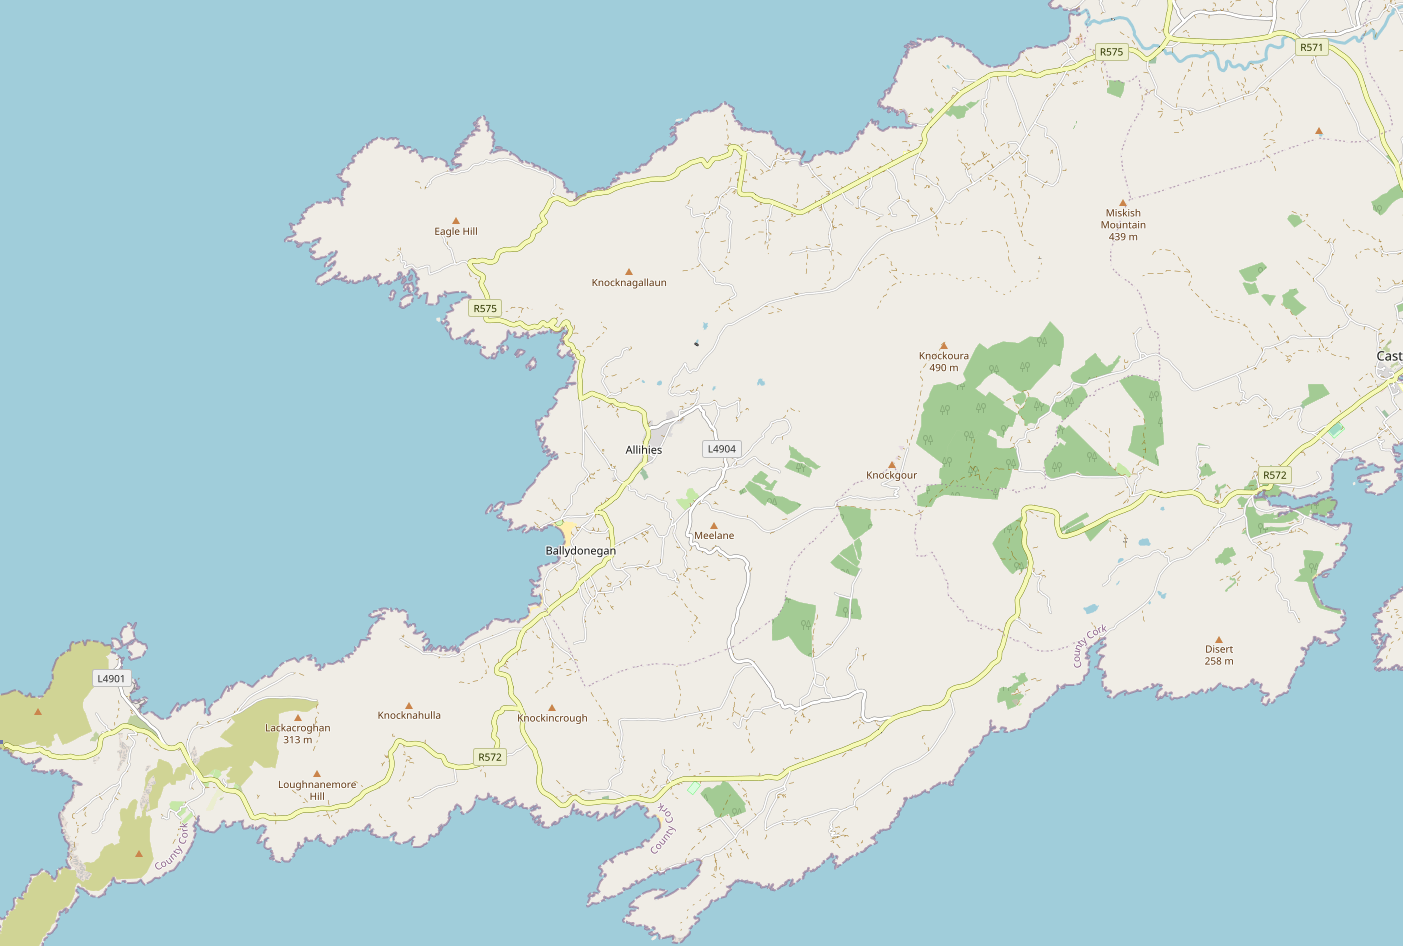 R575
R571
Miskish
Mountain
439 m
Eagle Hill
Knocknagallaun
R575
Knockoura
490 m
Cast
Allihies
L4904
Knockgour
R572
Meelane
Ballydonegan
County Cork
Disert
258 m
L4901
Knocknahulla
Knockincrough
Lackacroghan
313 m
R572
Loughnanemore
Hill
County Cork
County Cork